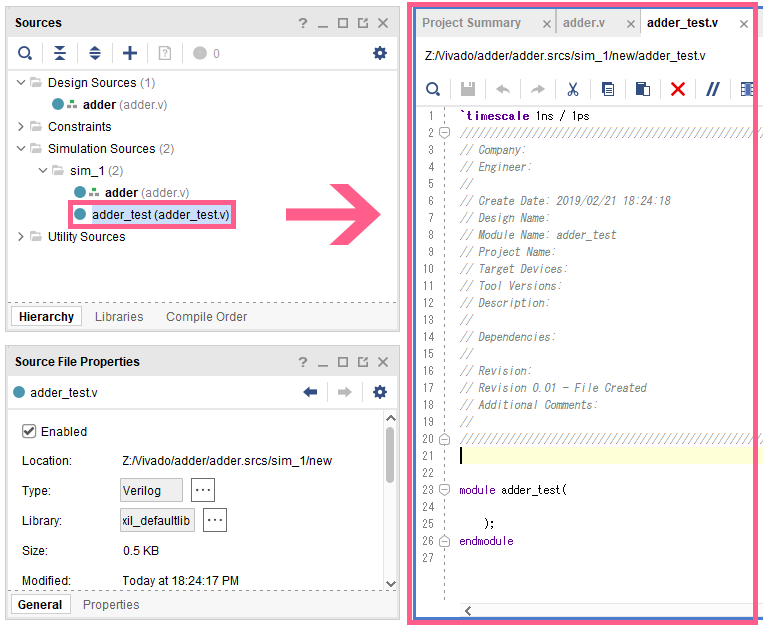 Sources
? _
0
Design Sources (1)
adder (adder.v)
Constraints
Simulation Sources (2)
sim_1 (2)
adder (adder.v)
adder_test (adder_test.v)
Utility Sources
Hierarchy Libraries Compile Order
Source File Properties
? _
adder_test.v
Enabled
Location: Z:/Vivado/adder/adder.srcs/sim_1/new
Type: Verilog ...
Library: xil_defaultlib ...
Size: 0.5 KB
Modified: Today at 18:24:17 PM
General Properties
Project Summary × adder.v × adder_test.v ×
Z:/Vivado/adder/adder.srcs/sim_1/new/adder_test.v
1 `timescale 1ns / 1ps
2 //////////////////////////////////////////////////
3 // Company:
4 // Engineer:
5 //
6 // Create Date: 2019/02/21 18:24:18
7 // Design Name:
8 // Module Name: adder_test
9 // Project Name:
10 // Target Devices:
11 // Tool Versions:
12 // Description:
13 //
14 // Dependencies:
15 //
16 // Revision:
17 // Revision 0.01 - File Created
18 // Additional Comments:
19 //
20 //////////////////////////////////////////////////
21
22
23 module adder_test(
24
25 );
26 endmodule
27